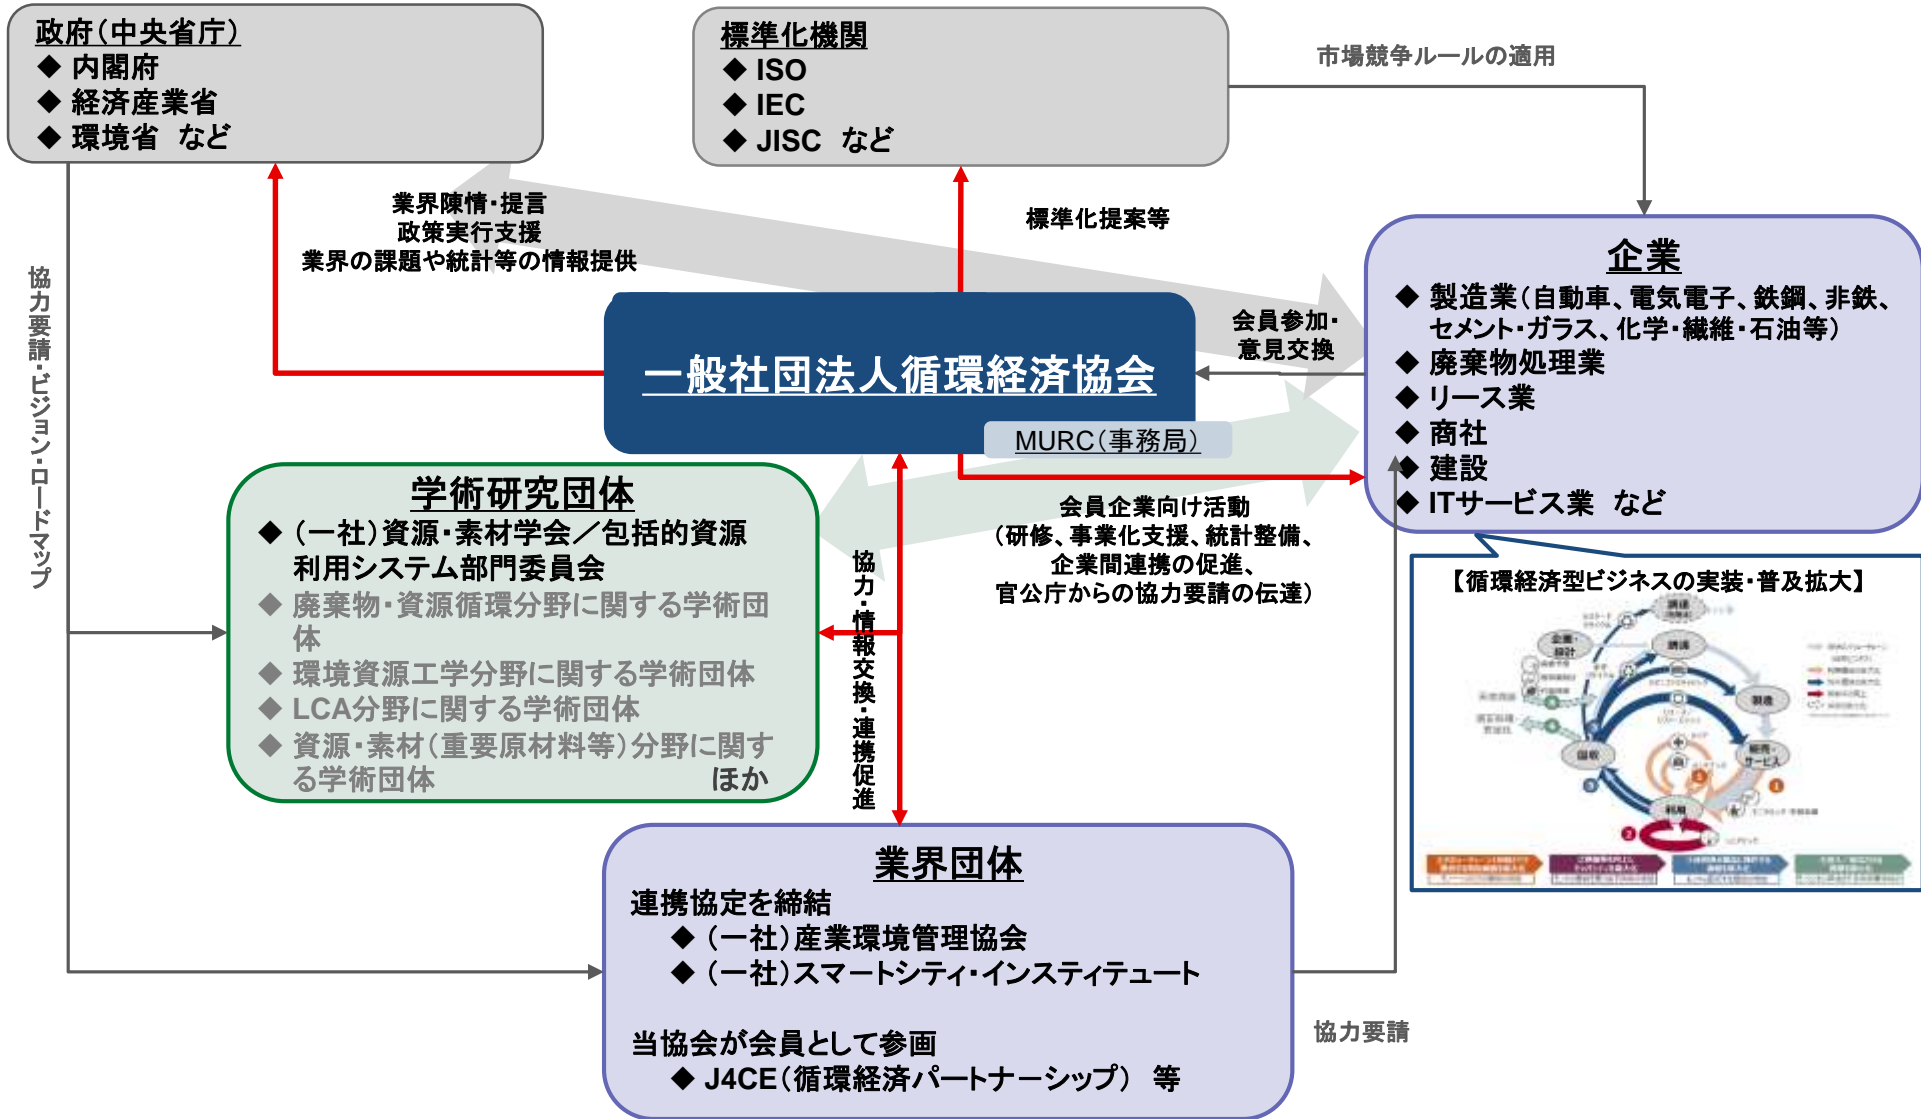 政府(中央省庁)
◆ 内閣府
◆ 経済産業省
◆ 環境省 など
標準化機関
◆ ISO
◆ IEC
◆ JISC など
市場競争ルールの適用
業界陳情・提言
政策実行支援
業界の課題や統計等の情報提供
標準化提案等
協力要請・ビジョン・ロードマップ
企業
◆ 製造業(自動車、電気電子、鉄鋼、非鉄、
セメント・ガラス、化学・繊維・石油等)
◆ 廃棄物処理業
◆ リース業
◆ 商社
◆ 建設
◆ ITサービス業 など
会員参加・
意見交換
一般社団法人循環経済協会
MURC(事務局)
学術研究団体
◆ (一社)資源・素材学会/包括的資源
利用システム部門委員会
◆ 廃棄物・資源循環分野に関する学術団
体
◆ 環境資源工学分野に関する学術団体
◆ LCA分野に関する学術団体
◆ 資源・素材(重要原材料等)分野に関す
る学術団体 ほか
協力・情報交換・連携促進
会員企業向け活動
(研修、事業化支援、統計整備、
企業間連携の促進、
官公庁からの協力要請の伝達)
【循環経済型ビジネスの実装・普及拡大】
企画・
設計
調達
製造
販売・
サービス
回収
利用
業界団体
連携協定を締結
◆ (一社)産業環境管理協会
◆ (一社)スマートシティ・インスティテュート
当協会が会員として参画
◆ J4CE(循環経済パートナーシップ) 等
協力要請